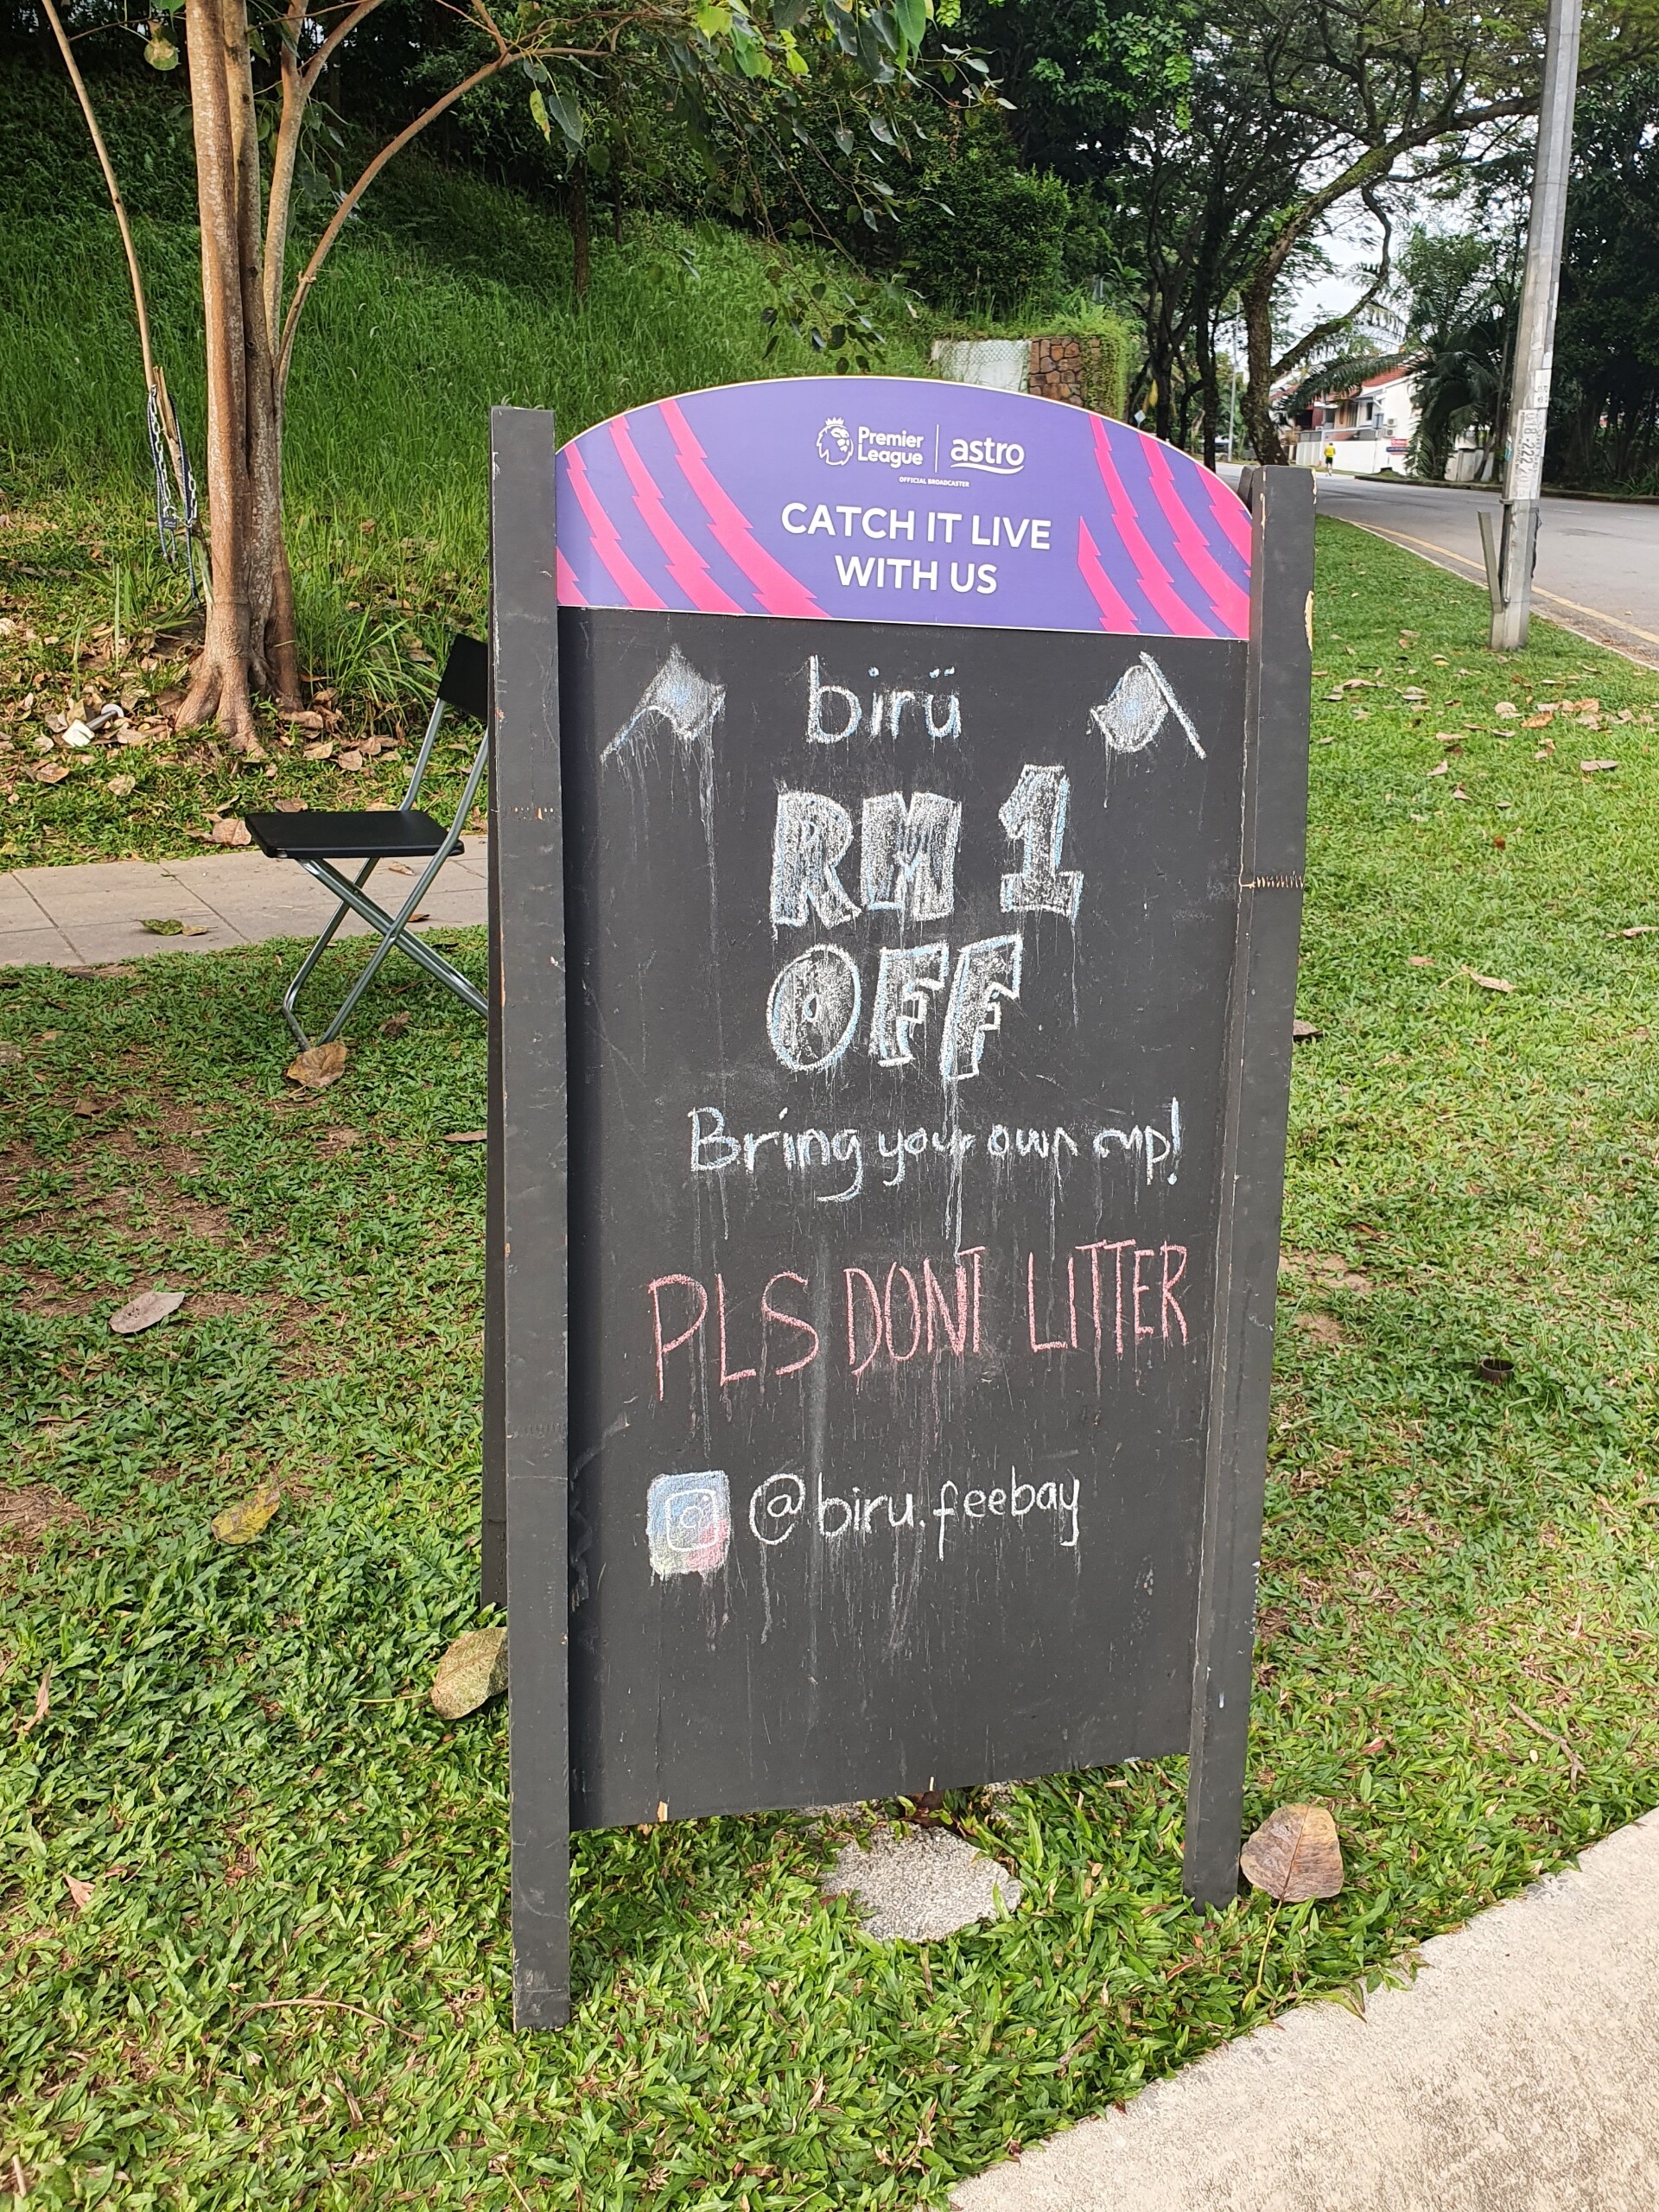 Premier League
astro
OFFICIAL BROADCASTER
CATCH IT LIVE
WITH US
birü
RM 1
OFF
Bring your own cup!
PLS DONT LITTER
@biru.feebay